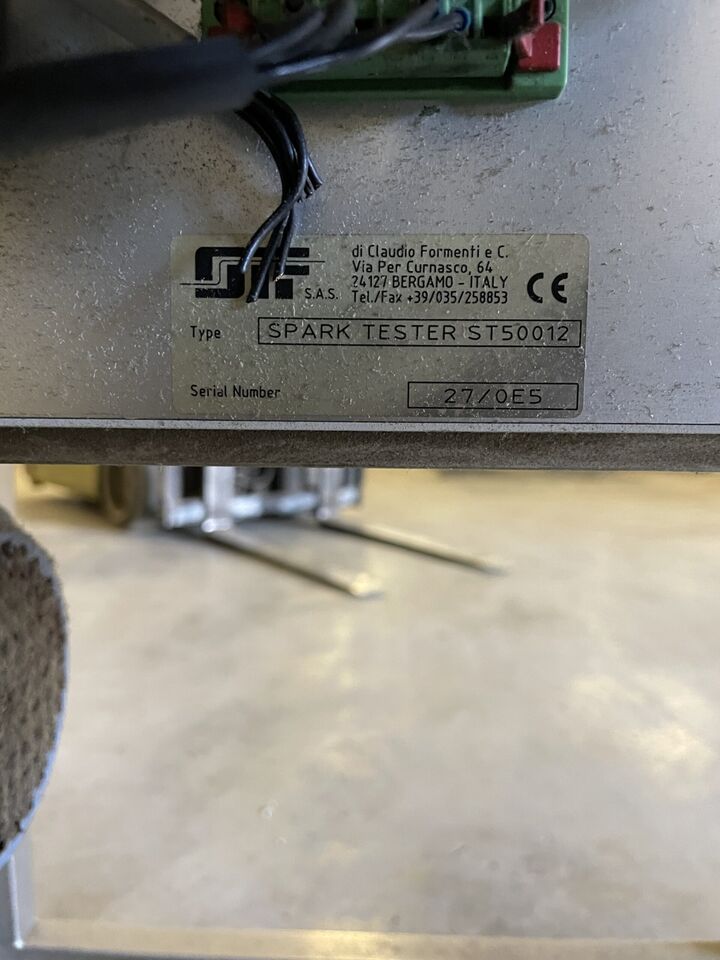 di Claudio Formenti e C.
Via Per Curnasco, 64
24127 BERGAMO - ITALY
S.A.S. Tel./Fax +39/035/258853
CE
Type SPARK TESTER ST50012
Serial Number 27/0E5